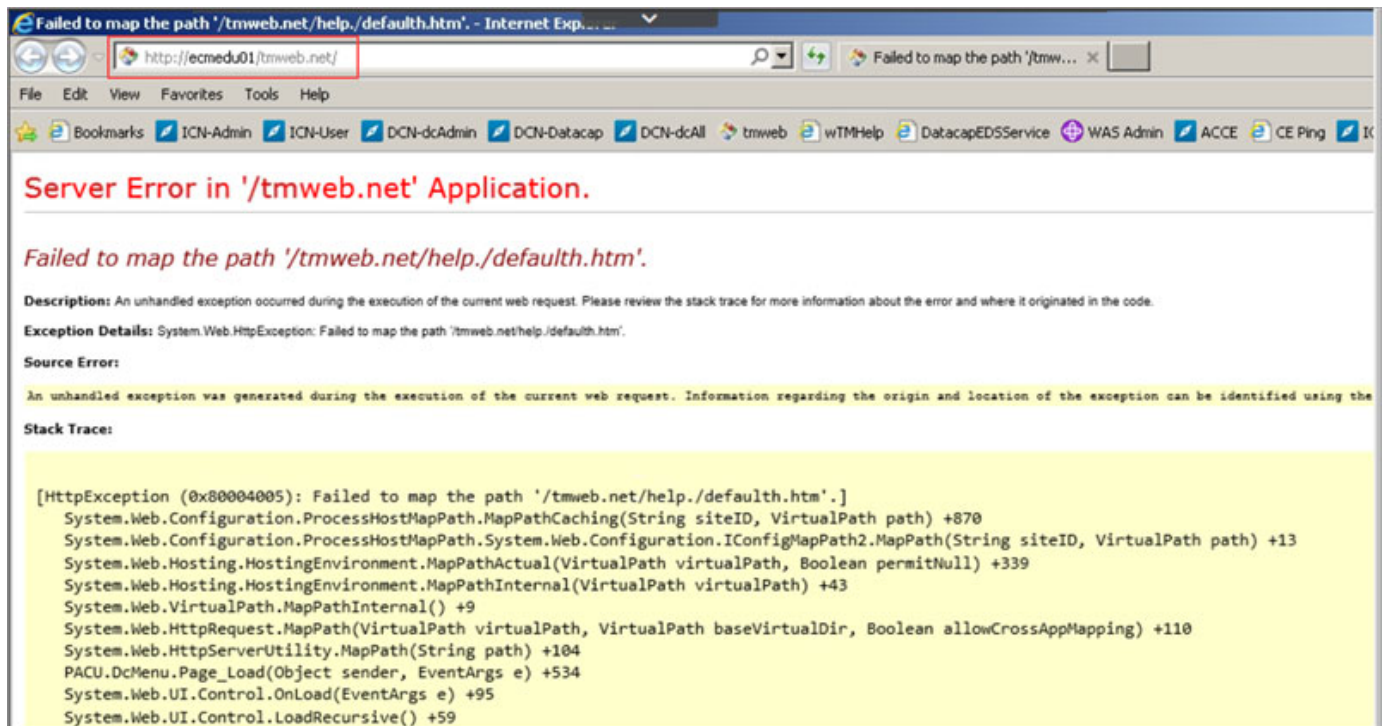 Failed to map the path '/tmweb.net/help./defaulth.htm'. - Internet Exp
http://ecmedu01/tmweb.net/
Failed to map the path '/tmw...
File Edit View Favorites Tools Help
Bookmarks ICN-Admin ICN-User DCN-dcAdmin DCN-Datacap DCN-dcAll tmweb wTMHelp DatacapEDSService WAS Admin ACCE CE Ping
Server Error in '/tmweb.net' Application.
Failed to map the path '/tmweb.net/help./defaulth.htm'.
Description: An unhandled exception occurred during the execution of the current web request. Please review the stack trace for more information about the error and where it originated in the code.
Exception Details: System.Web.HttpException: Failed to map the path '/tmweb.net/help./defaulth.htm'.
Source Error:
An unhandled exception was generated during the execution of the current web request. Information regarding the origin and location of the exception can be identified using the
Stack Trace:
[HttpException (0x80004005): Failed to map the path '/tmweb.net/help./defaulth.htm'.]
System.Web.Configuration.ProcessHostMapPath.MapPathCaching(String siteID, VirtualPath path) +870
System.Web.Configuration.ProcessHostMapPath.System.Web.Configuration.IConfigMapPath2.MapPath(String siteID, VirtualPath path) +13
System.Web.Hosting.HostingEnvironment.MapPathActual(VirtualPath virtualPath, Boolean permitNull) +339
System.Web.Hosting.HostingEnvironment.MapPathInternal(VirtualPath virtualPath) +43
System.Web.VirtualPath.MapPathInternal() +9
System.Web.HttpRequest.MapPath(VirtualPath virtualPath, VirtualPath baseVirtualDir, Boolean allowCrossAppMapping) +110
System.Web.HttpServerUtility.MapPath(String path) +104
PACU.DcMenu.Page_Load(Object sender, EventArgs e) +534
System.Web.UI.Control.OnLoad(EventArgs e) +95
System.Web.UI.Control.LoadRecursive() +59